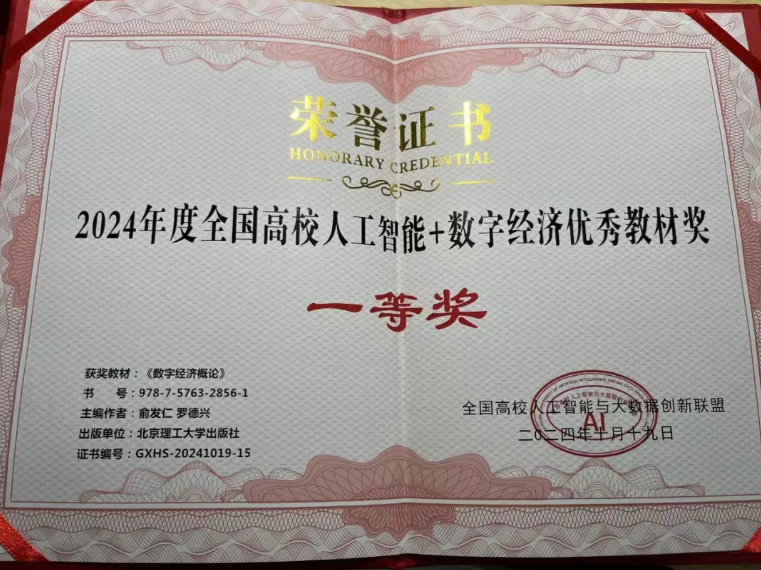 荣誉证书
HONORARY CREDENTIAL
2024年度全国高校人工智能+数字经济优秀教材奖
一等奖
获奖教材：《数字经济概论》
书 号：978-7-5763-2856-1
主编作者：俞发仁 罗德兴
出版单位：北京理工大学出版社
证书编号：GXHS-20241019-15
全国高校人工智能与大数据创新联盟
AI
二〇二四年十月十九日